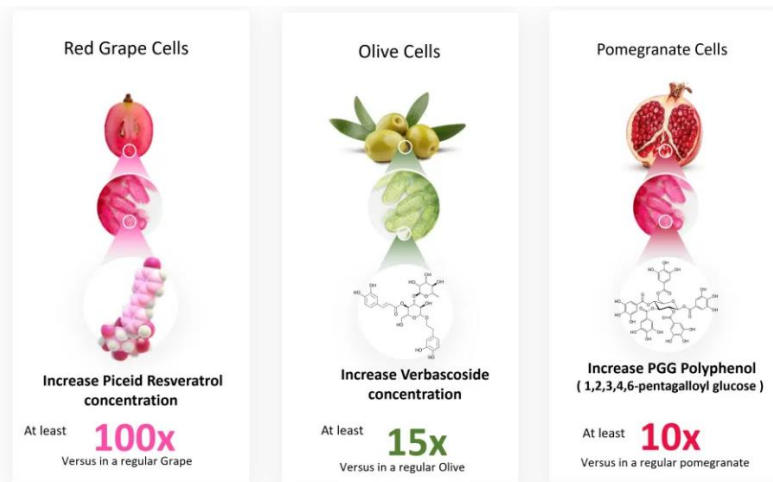 Red Grape Cells
Increase Piceid Resveratrol
concentration
At least
100x
Versus in a regular Grape
Olive Cells
Increase Verbascoside
concentration
At least
15x
Versus in a regular Olive
Pomegranate Cells
Increase PGG Polyphenol
( 1,2,3,4,6-pentagalloyl glucose )
At least
10x
Versus in a regular pomegranate